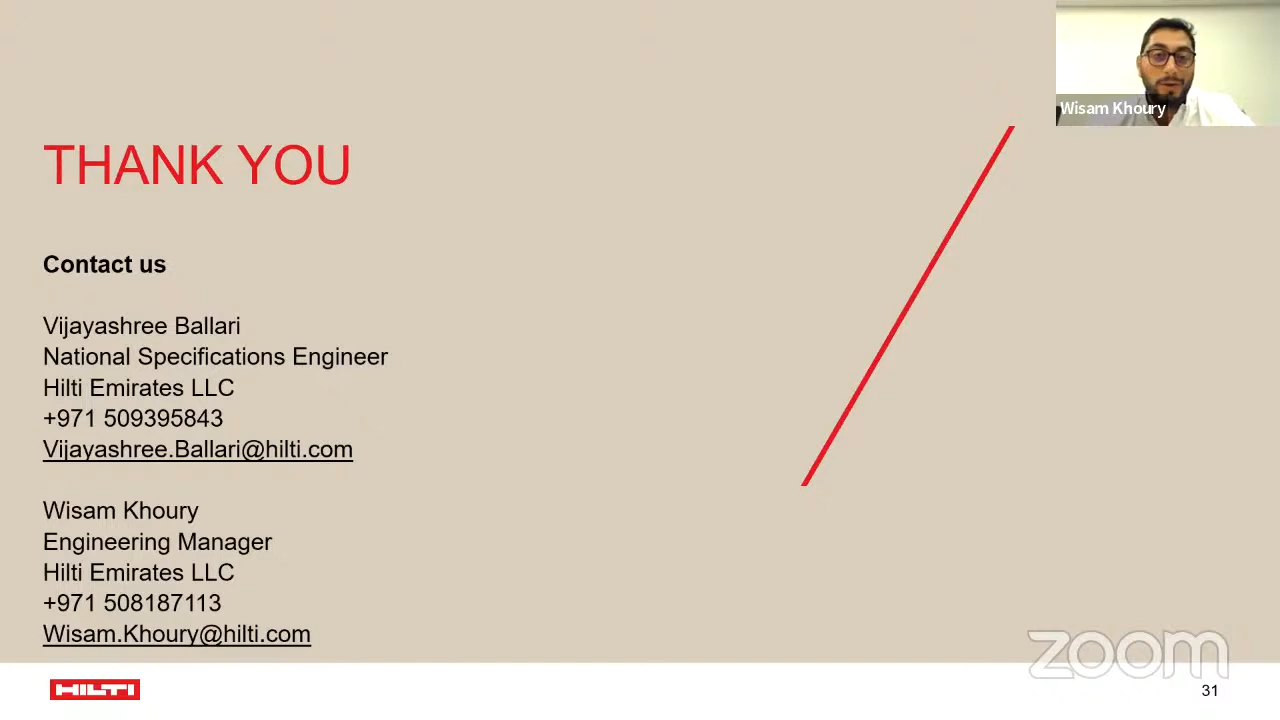 Wisam Khoury
THANK YOU
Contact us
Vijayashree Ballari
National Specifications Engineer
Hilti Emirates LLC
+971 509395843
Vijayashree.Ballari@hilti.com
Wisam Khoury
Engineering Manager
Hilti Emirates LLC
+971 508187113
Wisam.Khoury@hilti.com
zoom
HILTI
31